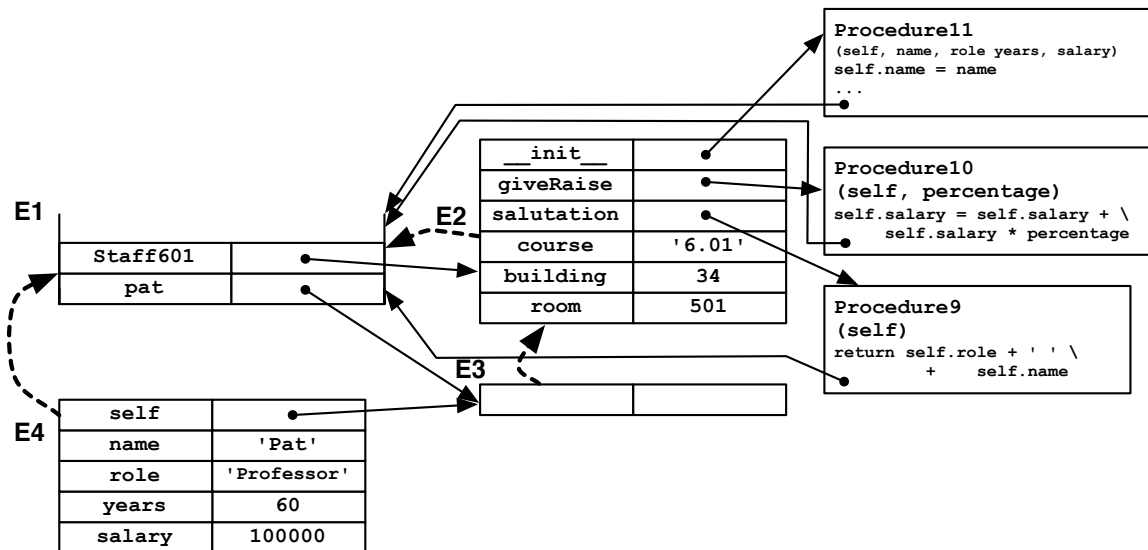 Procedure11
(self, name, role years, salary)
self.name = name
...
__init__
giveRaise
salutation
course '6.01'
building 34
room 501
Procedure10
(self, percentage)
self.salary = self.salary + \
self.salary * percentage
E1
E2
Staff601
pat
Procedure9
(self)
return self.role + ' ' \
+ self.name
E3
E4
self
name 'Pat'
role 'Professor'
years 60
salary 100000